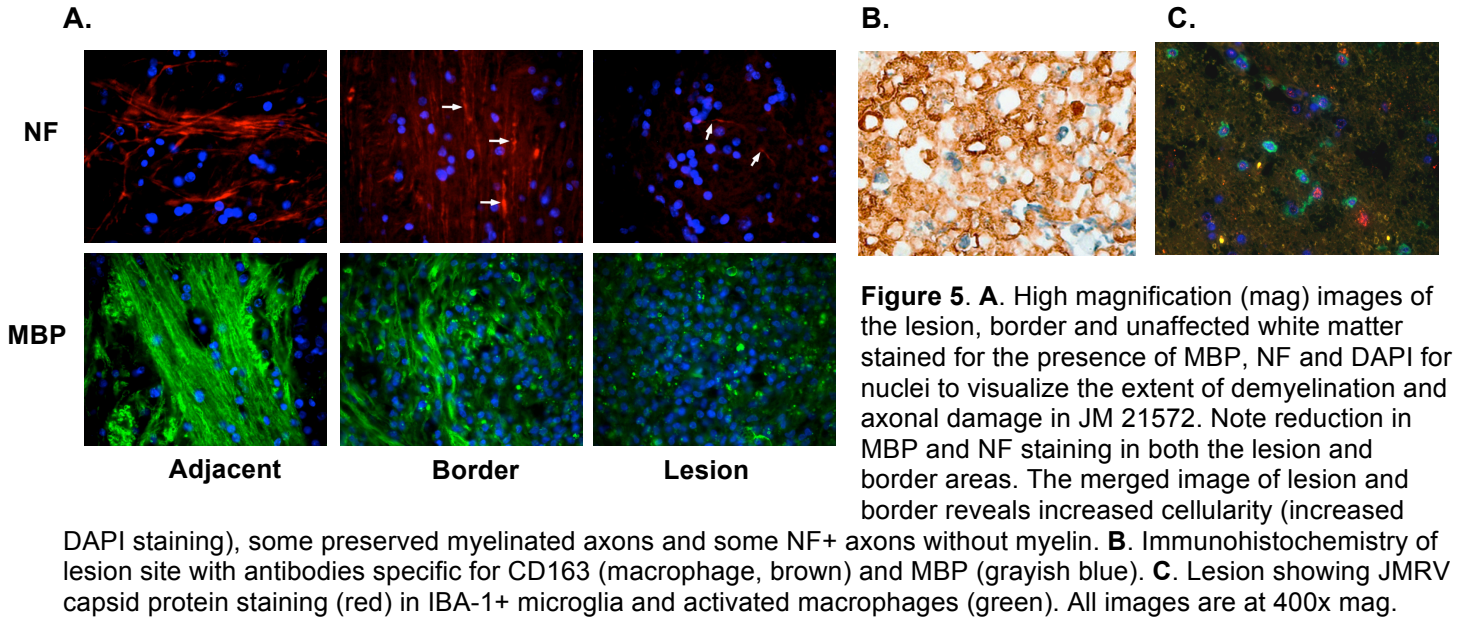 A.
B.
C.
NF
MBP
Adjacent
Border
Lesion
Figure 5. A. High magnification (mag) images of
the lesion, border and unaffected white matter
stained for the presence of MBP, NF and DAPI for
nuclei to visualize the extent of demyelination and
axonal damage in JM 21572. Note reduction in
MBP and NF staining in both the lesion and
border areas. The merged image of lesion and
border reveals increased cellularity (increased
DAPI staining), some preserved myelinated axons and some NF+ axons without myelin. B. Immunohistochemistry of
lesion site with antibodies specific for CD163 (macrophage, brown) and MBP (grayish blue). C. Lesion showing JMRV
capsid protein staining (red) in IBA-1+ microglia and activated macrophages (green). All images are at 400x mag.